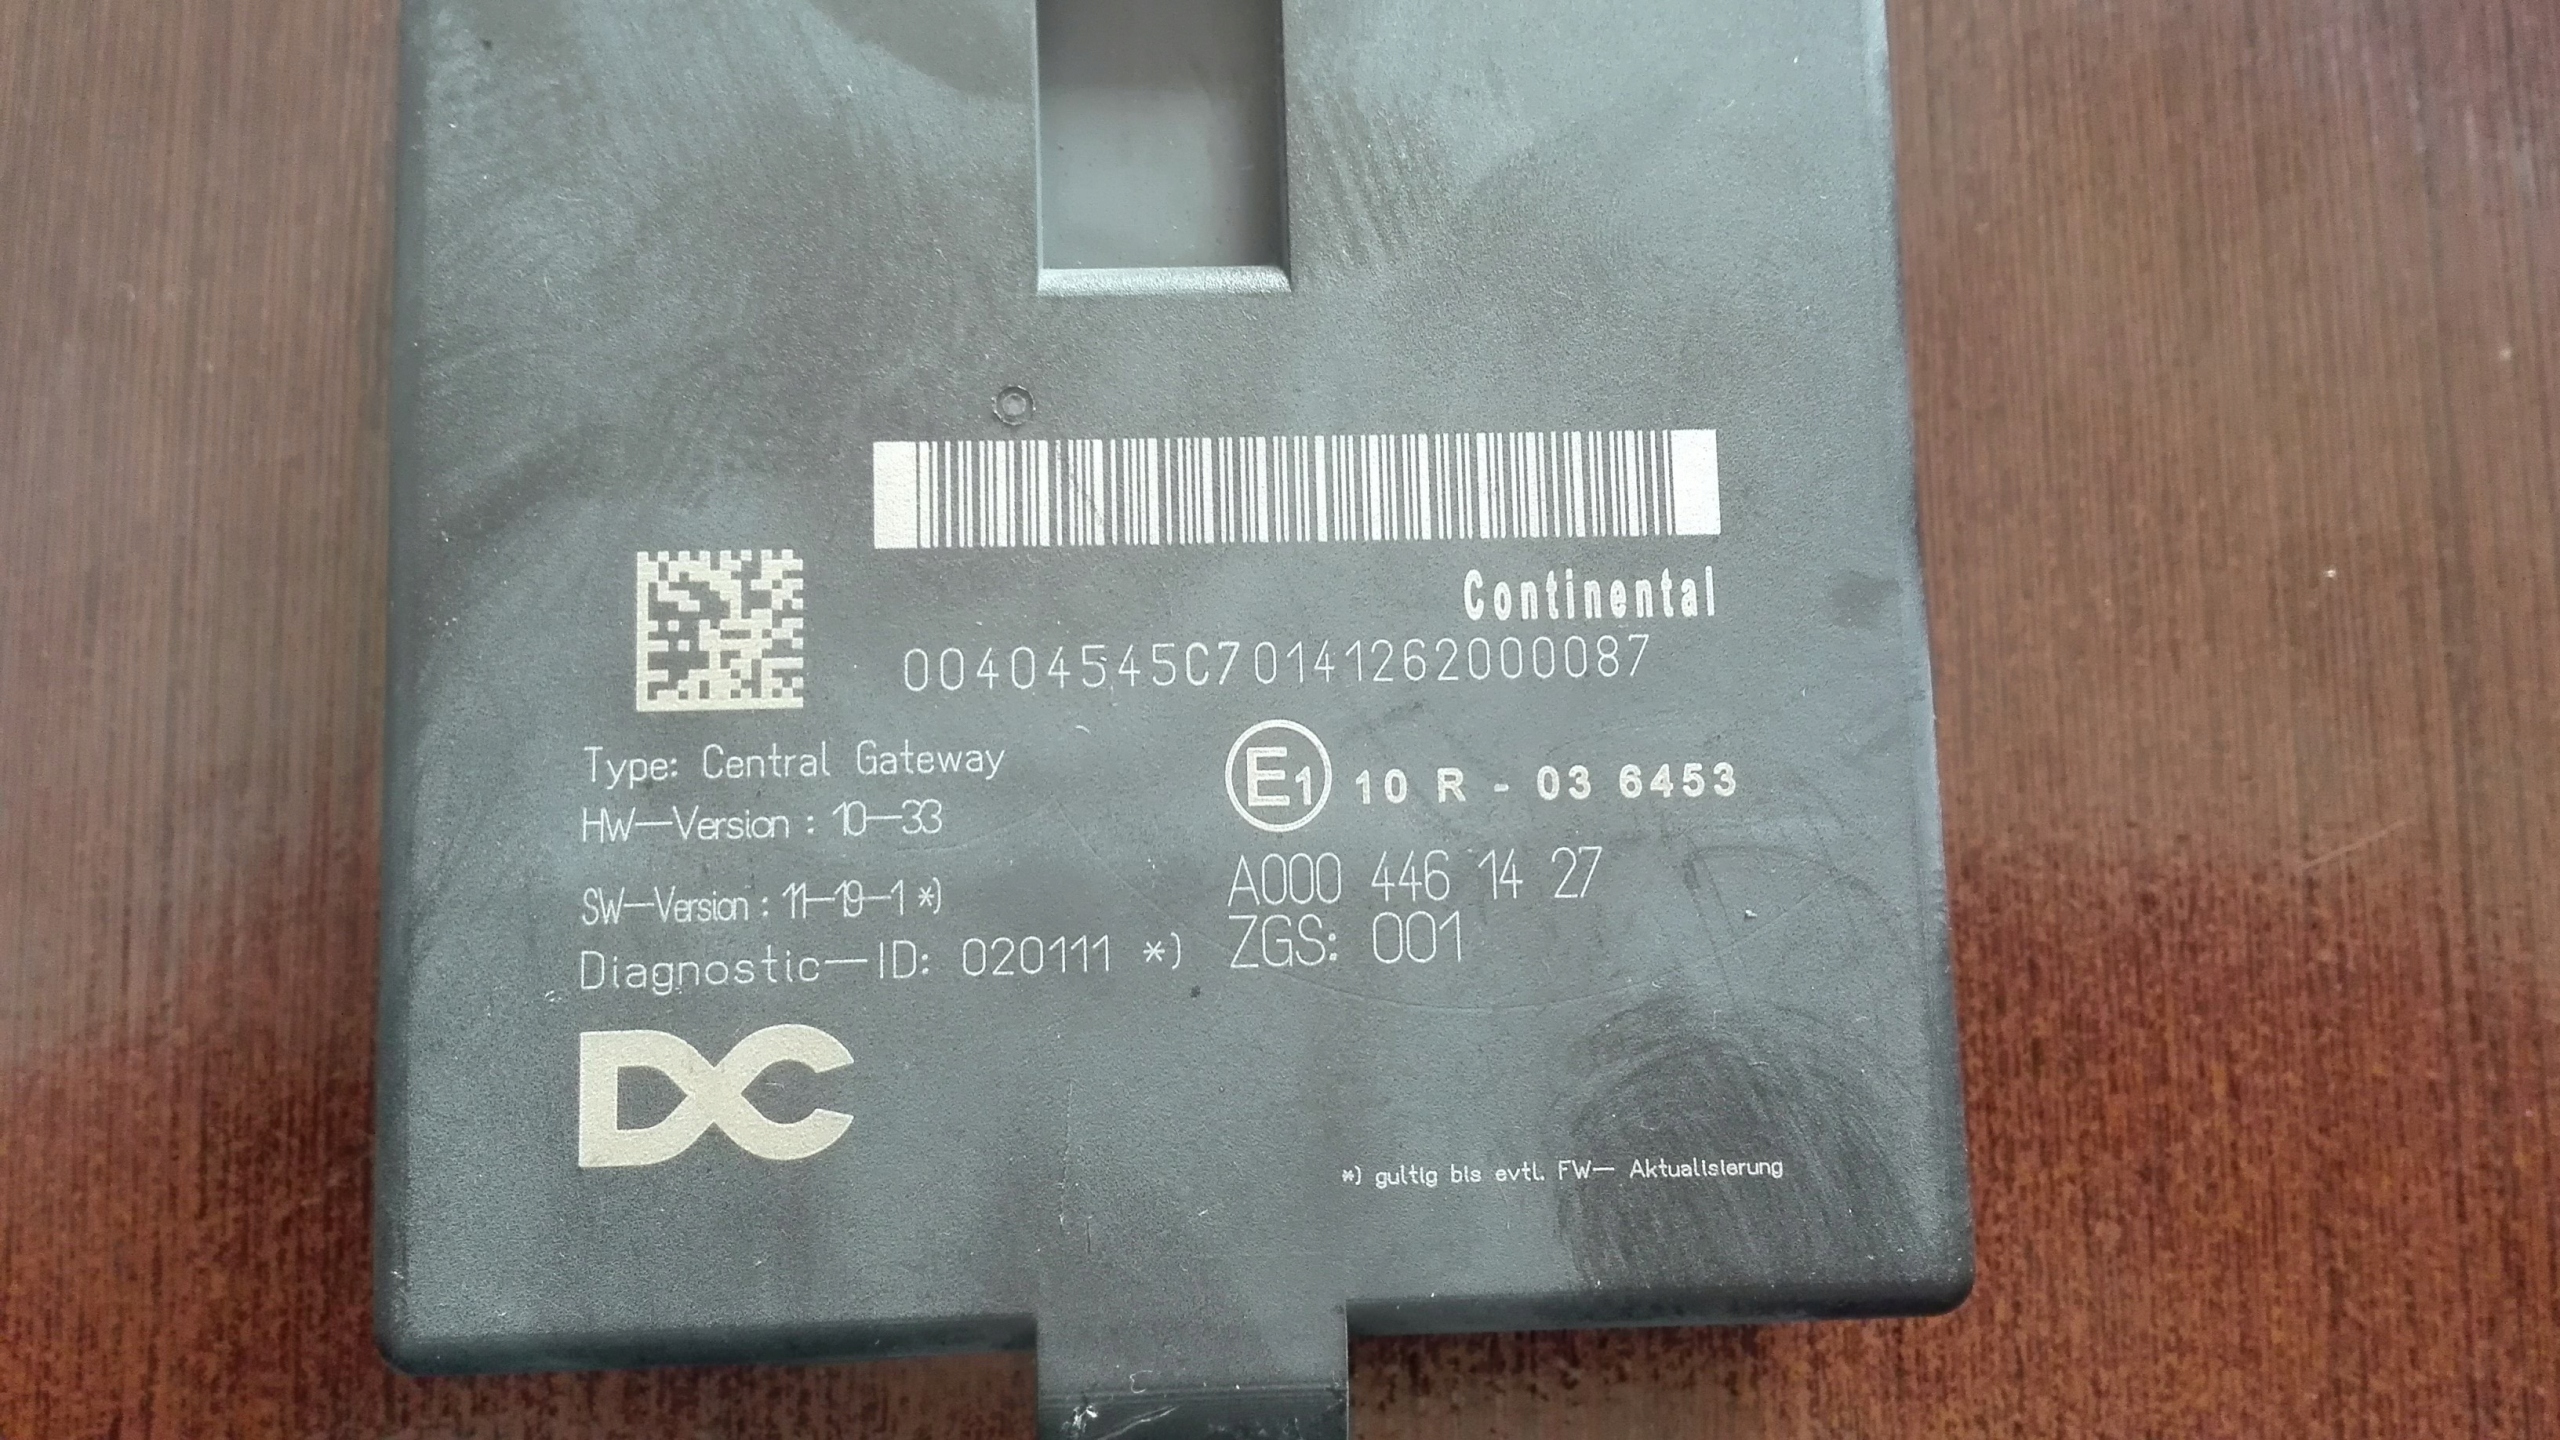 Continental
00404545C70141262000087
Type: Central Gateway
HW-Version : 10-33
SW-Version : 11-19-1 *)
Diagnostic-ID: 020111 *)
E1 10 R - 03 6453
A000 446 14 27
ZGS: 001
DC
*) gultig bis evtl. FW- Aktualisierung